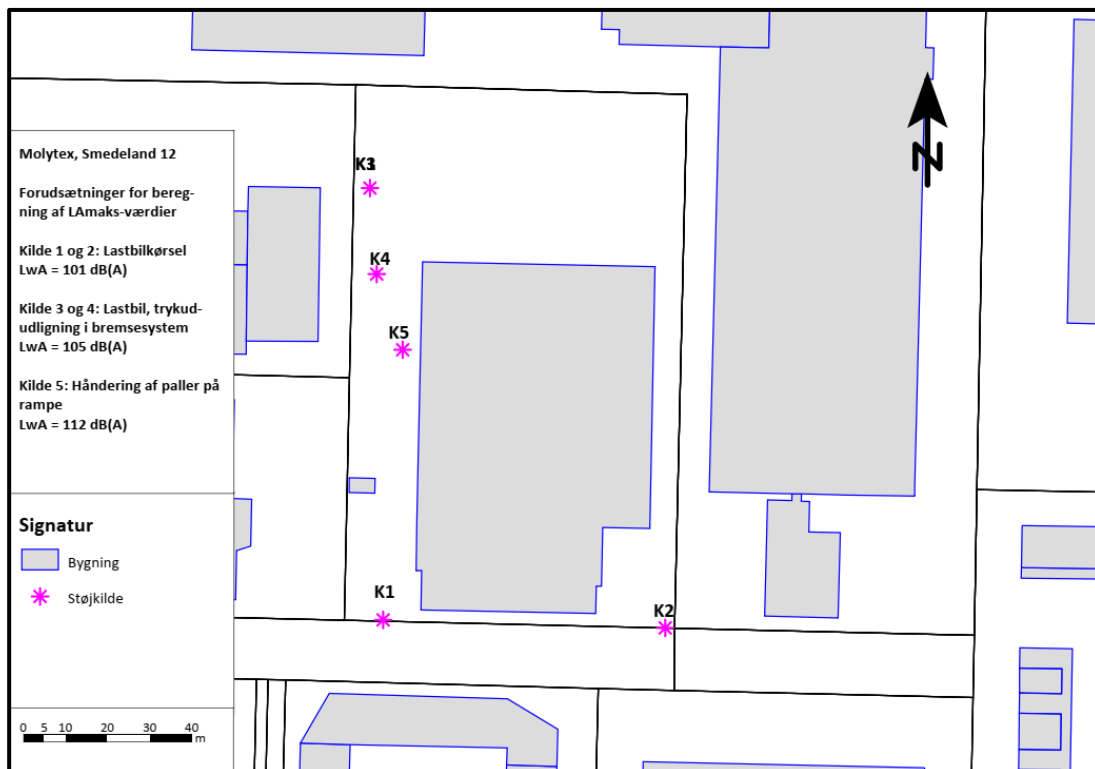 Molytex, Smedeland 12
Forudsætninger for bereg-
ning af LAmaks-værdier
Kilde 1 og 2: Lastbilkørsel
LwA = 101 dB(A)
Kilde 3 og 4: Lastbil, trykud-
udligning i bremsesystem
LwA = 105 dB(A)
Kilde 5: Håndering af paller på
rampe
LwA = 112 dB(A)
Signatur
Bygning
Støjkilde
0 5 10 20 30 40
m
K3
K4
K5
K1
K2
N